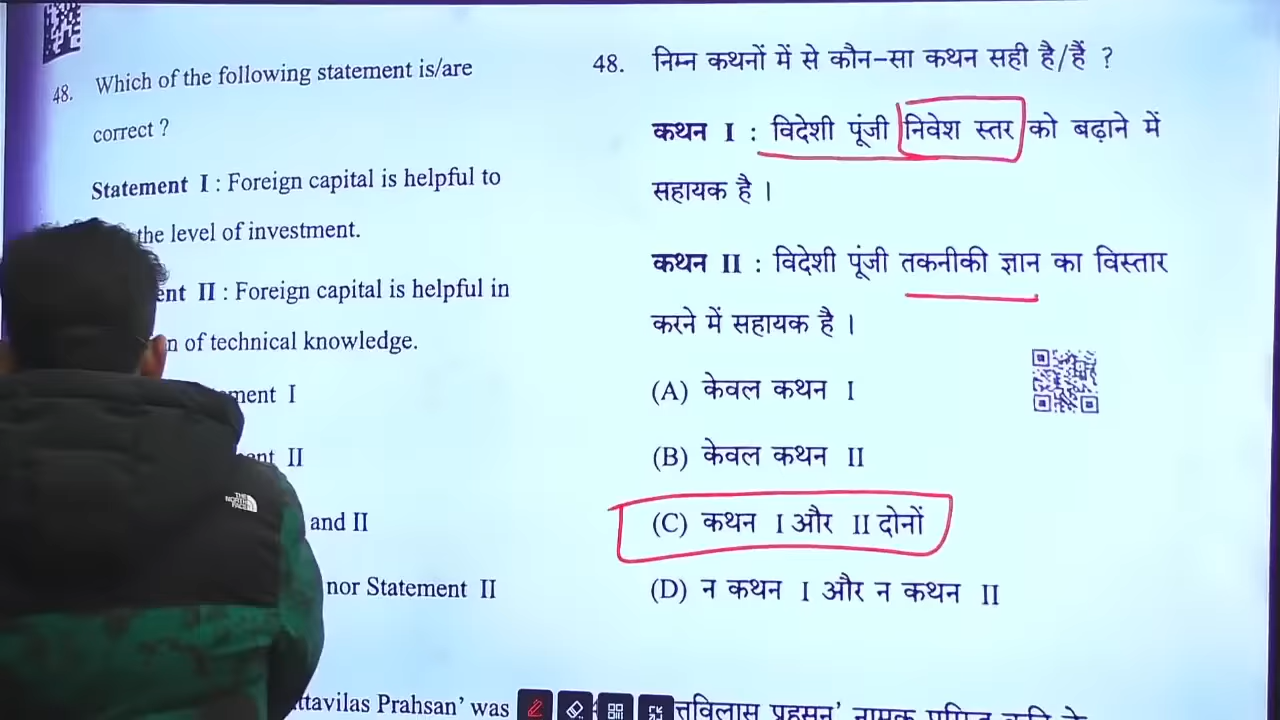 48. Which of the following statement is/are
correct ?
Statement I : Foreign capital is helpful to
the level of investment.
II : Foreign capital is helpful in
of technical knowledge.
I
II
and II
nor Statement II
Prahsan' was
48. निम्न कथनों में से कौन-सा कथन सही है/हैं ?
कथन I : विदेशी पूंजी निवेश स्तर को बढ़ाने में
सहायक है ।
कथन II : विदेशी पूंजी तकनीकी ज्ञान का विस्तार
करने में सहायक है ।
(A) केवल कथन I
(B) केवल कथन II
(C) कथन I और II दोनों
(D) न कथन I और न कथन II
THE
NORTH
FACE